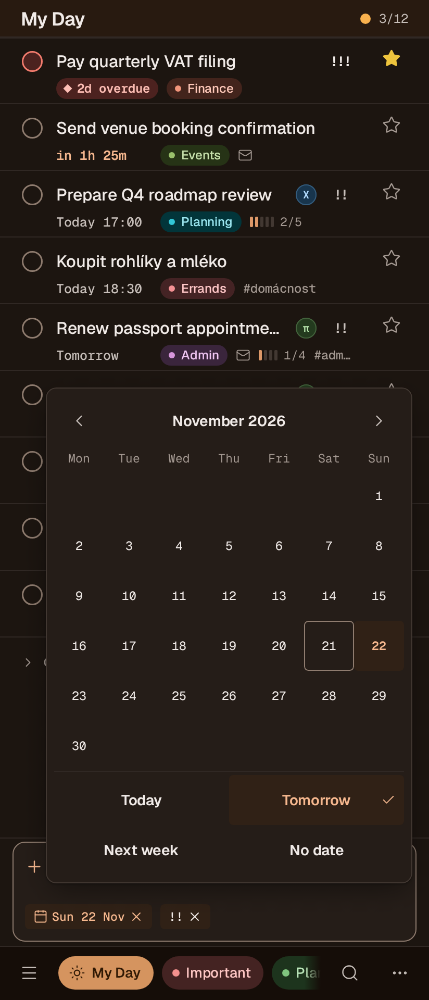 My Day 3/12
Pay quarterly VAT filing !!!
2d overdue Finance
Send venue booking confirmation
in 1h 25m Events
Prepare Q4 roadmap review X !!
Today 17:00 Planning 2/5
Koupit rohlíky a mléko
Today 18:30 Errands #domácnost
Renew passport appointme… π !!
Tomorrow Admin 1/4 #adm…
November 2026
Mon Tue Wed Thu Fri Sat Sun
1
2 3 4 5 6 7 8
9 10 11 12 13 14 15
16 17 18 19 20 21 22
23 24 25 26 27 28 29
30
Today Tomorrow
Next week No date
Sun 22 Nov !!
My Day Important Pla